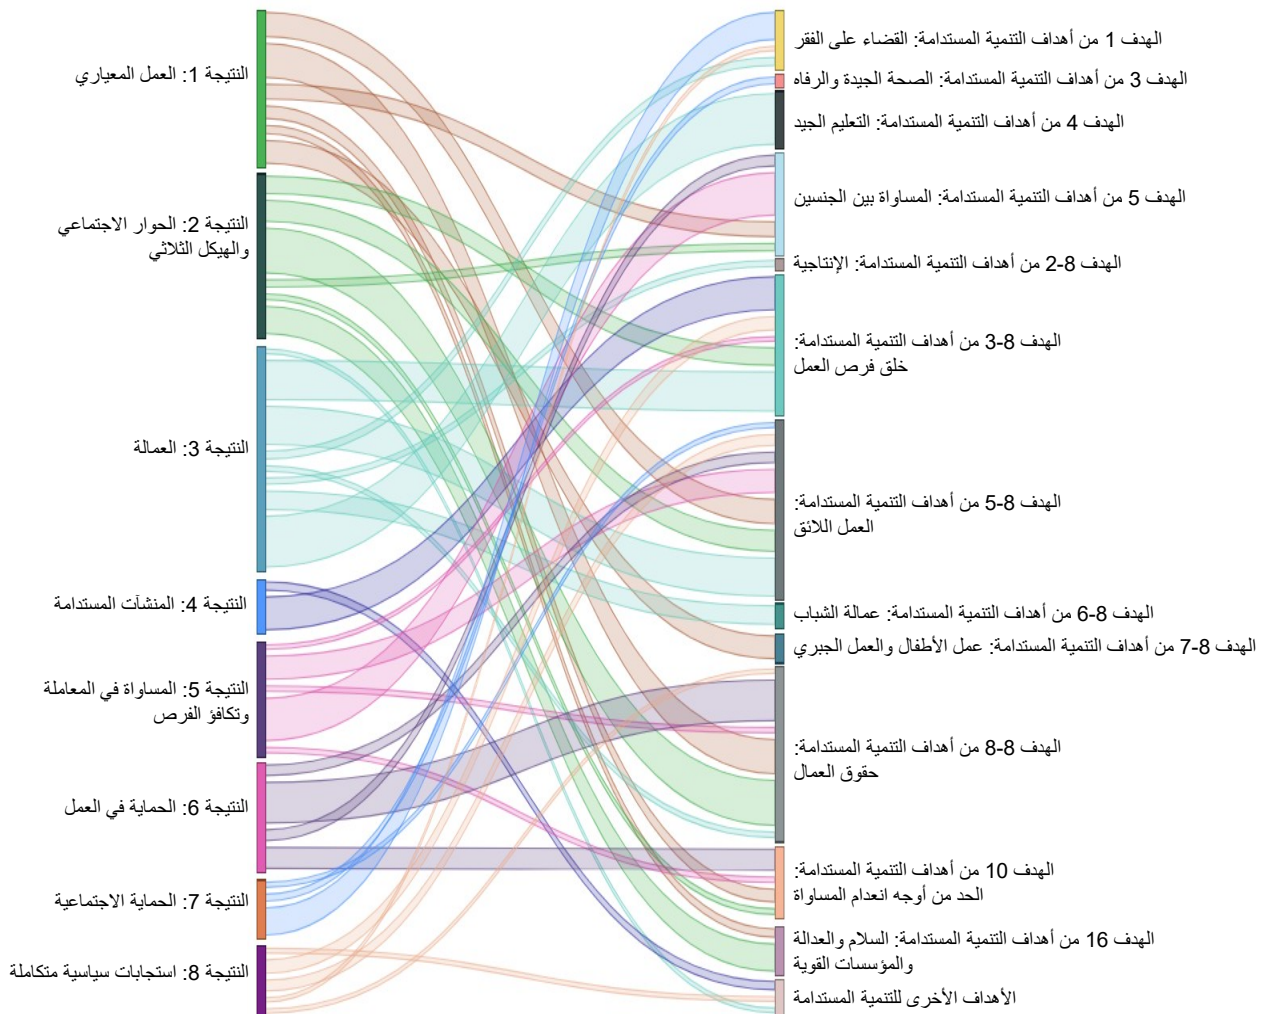 النتيجة 1: العمل المعياري
النتيجة 2: الحوار الاجتماعي
والهيكل الثلاثي
النتيجة 3: العمالة
النتيجة 4: المنشآت المستدامة
النتيجة 5: المساواة في المعاملة
وتكافؤ الفرص
النتيجة 6: الحماية في العمل
النتيجة 7: الحماية الاجتماعية
النتيجة 8: استجابات سياسية متكاملة
الهدف 1 من أهداف التنمية المستدامة: القضاء على الفقر
الهدف 3 من أهداف التنمية المستدامة: الصحة الجيدة والرفاه
الهدف 4 من أهداف التنمية المستدامة: التعليم الجيد
الهدف 5 من أهداف التنمية المستدامة: المساواة بين الجنسين
الهدف 8-2 من أهداف التنمية المستدامة: الإنتاجية
الهدف 8-3 من أهداف التنمية المستدامة:
خلق فرص العمل
الهدف 8-5 من أهداف التنمية المستدامة:
العمل اللائق
الهدف 8-6 من أهداف التنمية المستدامة: عمالة الشباب
الهدف 8-7 من أهداف التنمية المستدامة: عمل الأطفال والعمل الجبري
الهدف 8-8 من أهداف التنمية المستدامة:
حقوق العمال
الهدف 10 من أهداف التنمية المستدامة:
الحد من أوجه انعدام المساواة
الهدف 16 من أهداف التنمية المستدامة: السلام والعدالة
والمؤسسات القوية
الأهداف الأخرى للتنمية المستدامة